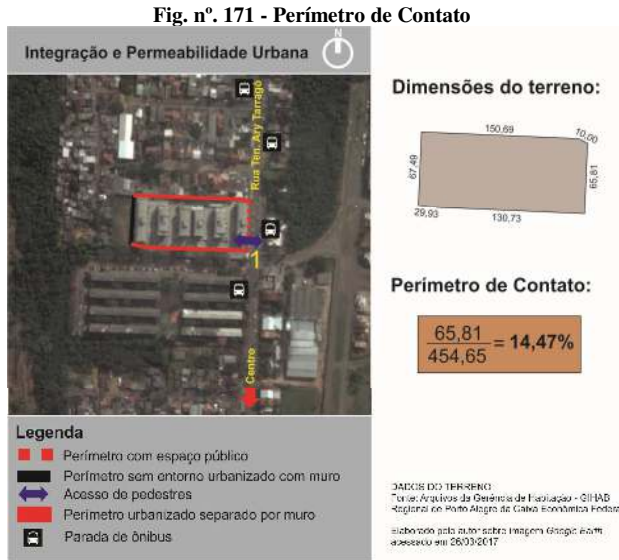 Fig. nº. 171 - Perímetro de Contato
Integração e Permeabilidade Urbana
N
Rua Ten. Ary Tarragô
1
Centro
Legenda
Perímetro com espaço público
Perímetro sem entorno urbanizado com muro
Acesso de pedestres
Perímetro urbanizado separado por muro
Parada de ônibus
Dimensões do terreno:
150,69
10,00
67,49
65,81
29,93
130,73
Perímetro de Contato:
65,81
454,65
= 14,47%
DADOS DO TERRENO
Fonte: Arquivos da Gerência de Habitação - GIHAB
Regional de Porto Alegre da Caixa Econômica Federal
Elaborado pelo autor sobre imagem Google Earth
acessado em 26/03/2017